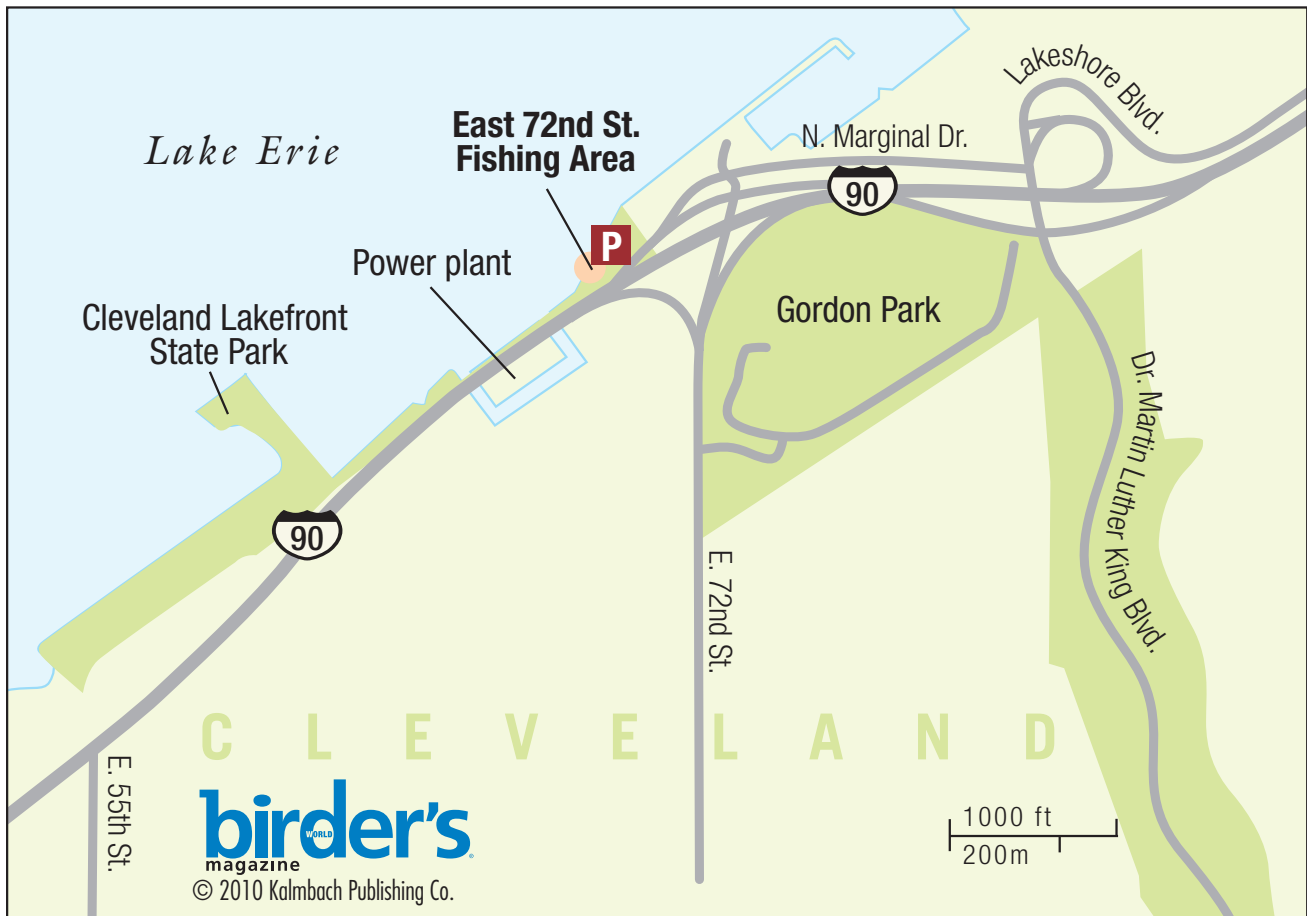 Lakeshore Blvd.
Lake Erie
East 72nd St.
Fishing Area
N. Marginal Dr.
90
P
Power plant
Cleveland Lakefront
State Park
Gordon Park
Dr. Martin Luther King Blvd.
90
E. 72nd St.
CLEVELAND
E. 55th St.
birder's
WORLD
magazine
© 2010 Kalmbach Publishing Co.
1000 ft
200m